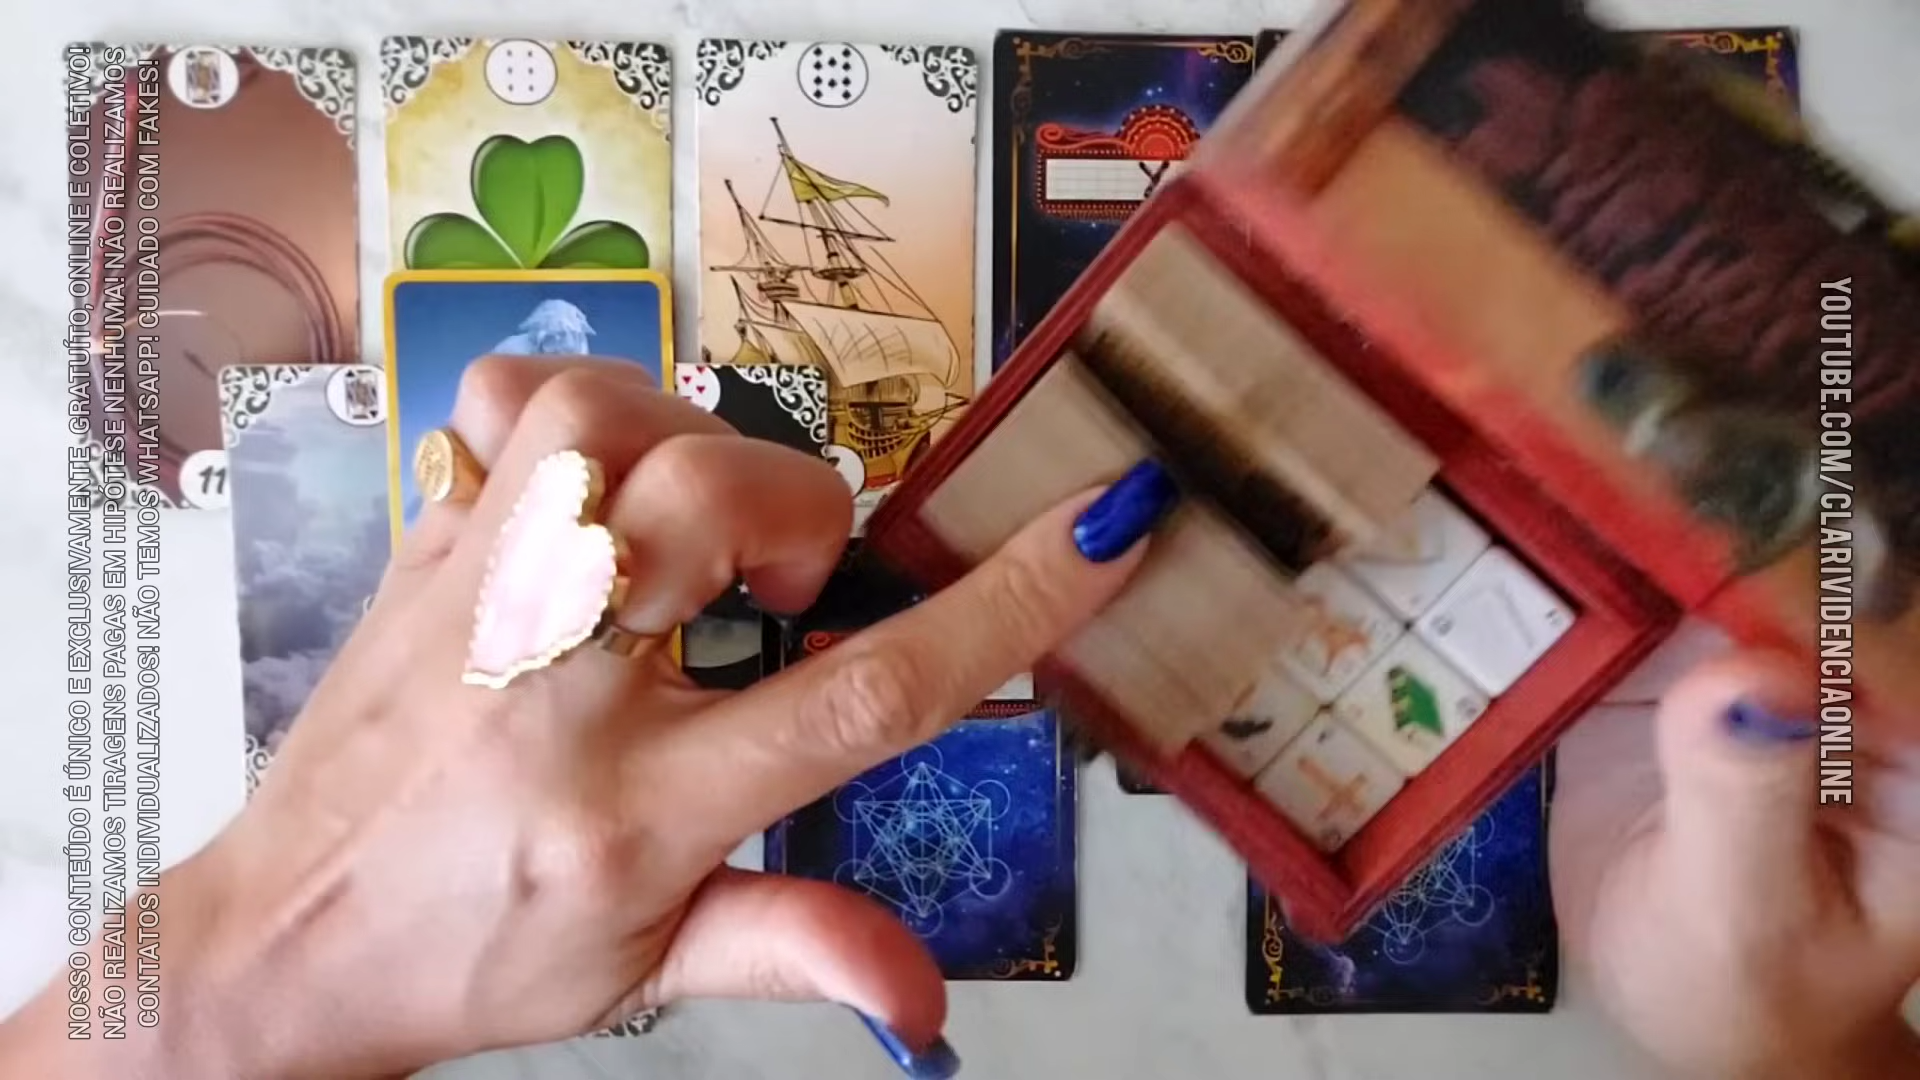 NOSSO CONTEÚDO É ÚNICO E EXCLUSIVAMENTE GRATUÍTO, ONLINE E COLETIVO!
NÃO REALIZAMOS TIRAGENS PAGAS EM HIPÓTESE NENHUMA! NÃO REALIZAMOS
CONTATOS INDIVIDUALIZADOS! NÃO TEMOS WHATSAPP! CUIDADO COM FAKES!
11
YOUTUBE.COM/CLARIVIDENCIAONLINE